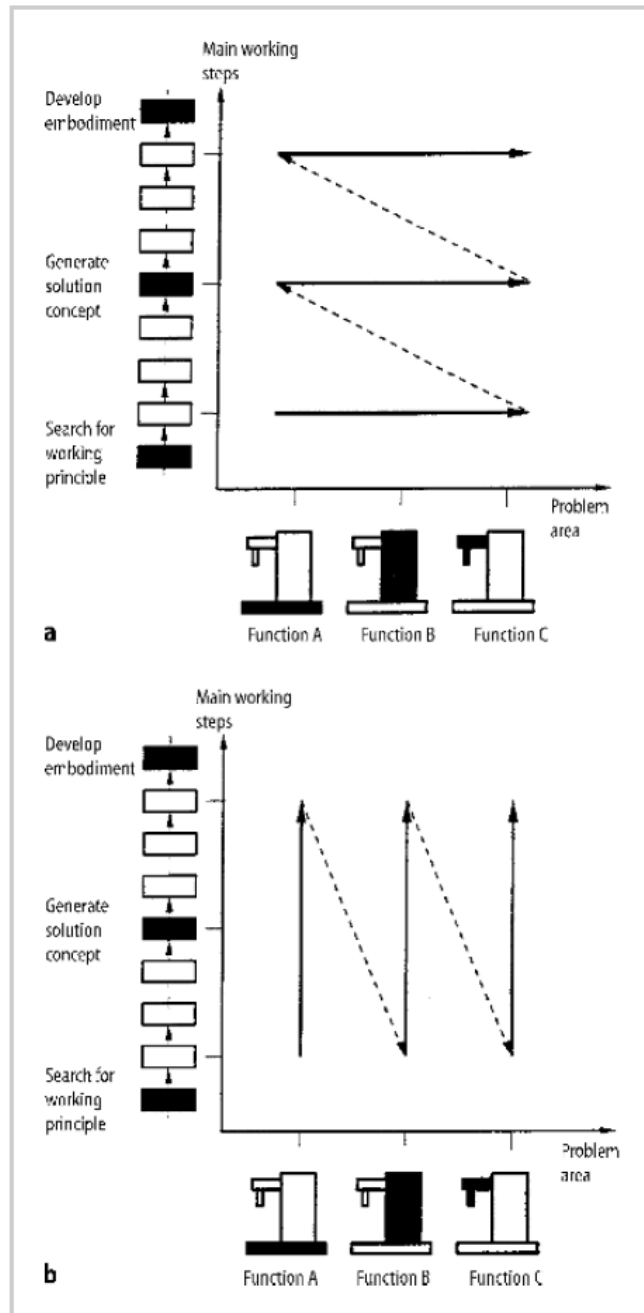 Main working
steps
Develop
embodiment
Generate
solution
concept
Search for
working
principle
Problem
area
Function A
Function B
Function C
a
Main working
steps
Develop
embodiment
Generate
solution
concept
Search for
working
principle
Problem
area
Function A
Function B
Function C
b